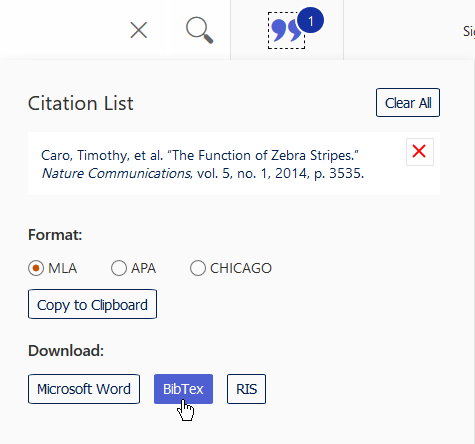 1
Si
Citation List
Clear All
Caro, Timothy, et al. “The Function of Zebra Stripes.”
Nature Communications, vol. 5, no. 1, 2014, p. 3535.
Format:
MLA APA CHICAGO
Copy to Clipboard
Download:
Microsoft Word BibTex RIS